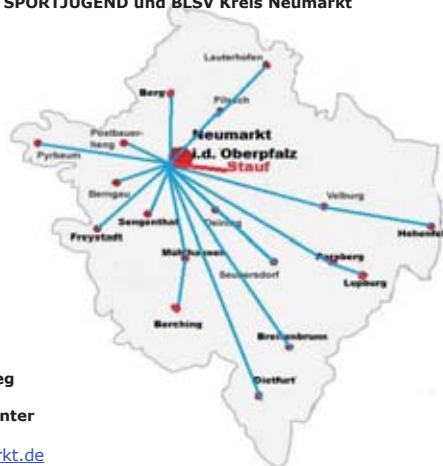 SPORTJUGEND und BLSV Kreis Neumarkt
Lauterhofen
Berg
Pilsach
Postbauer-
heng
Neumarkt
i.d. Oberpfalz
Stauf
Pyrbaum
Berngau
Velburg
Sengenthal
Deining
Freystadt
Hohenfels
Mühlhausen
Seubersdorf
Parsberg
Lupburg
Berching
Breitenbrunn
Dietfurt
eg
nter
rkt.de